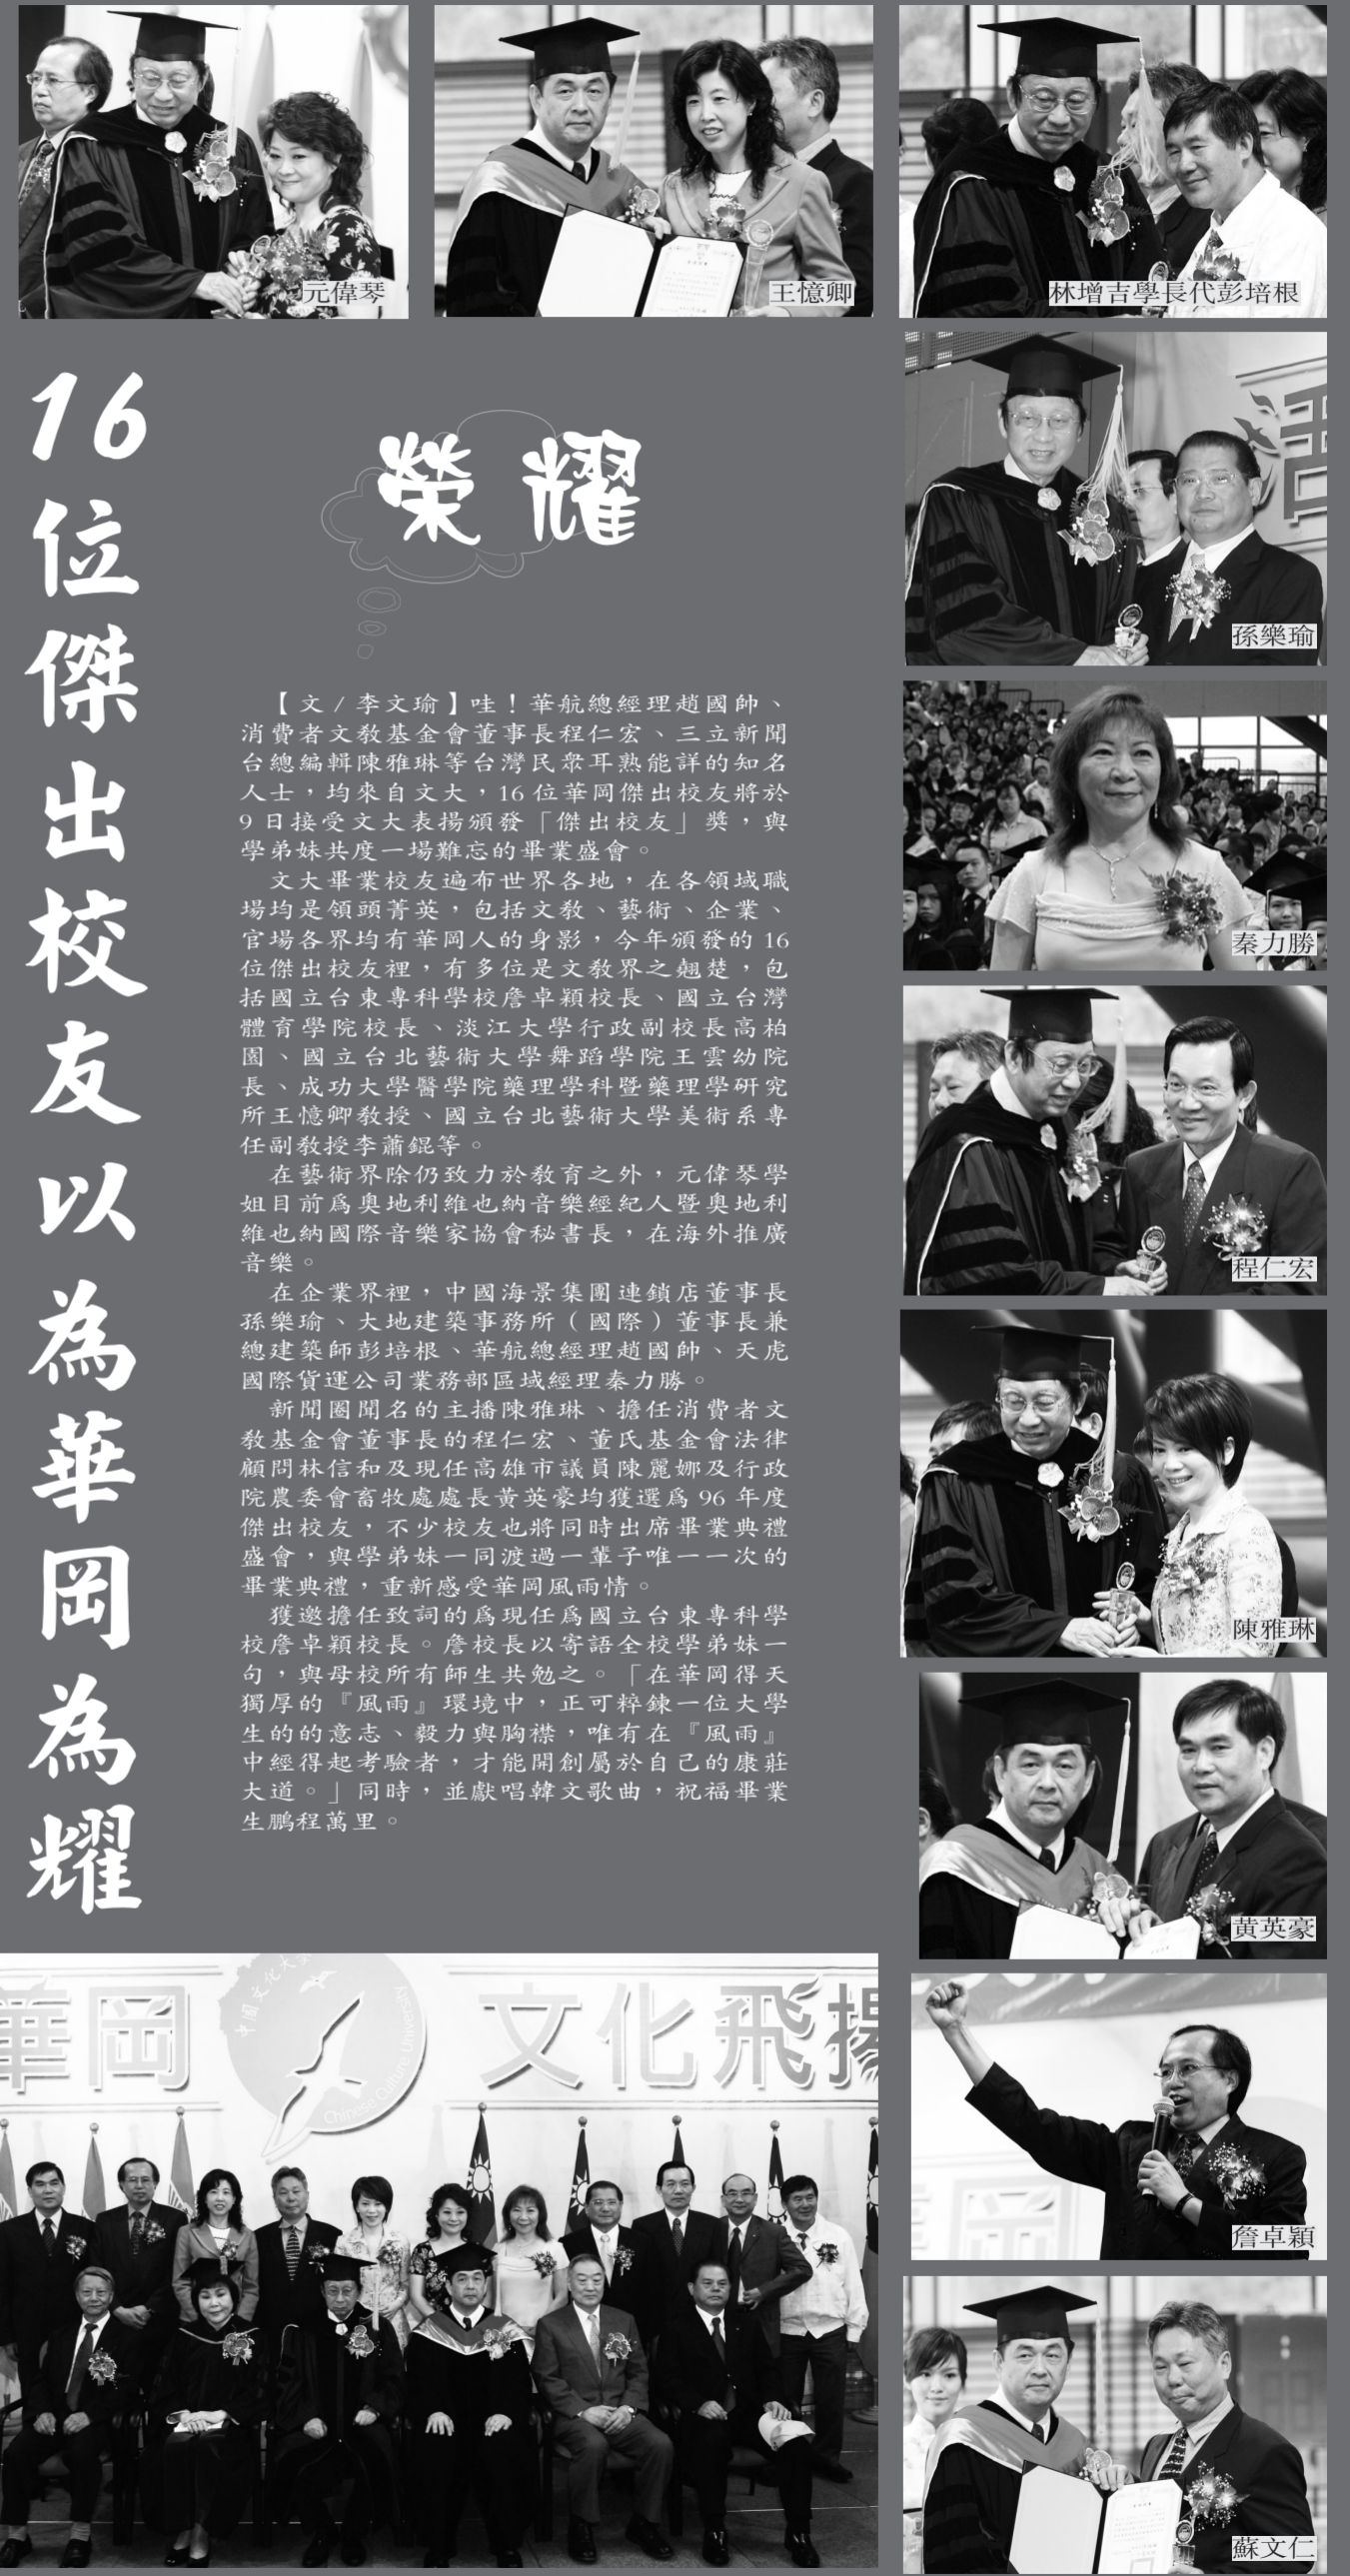 元偉琴
王憶卿
林增吉學長代彭培根
16位傑出校友以為華岡為耀
榮耀
【文/李文瑜】哇!華航總經理趙國帥、
消費者文教基金會董事長程仁宏、三立新聞
台總編輯陳雅琳等台灣民眾耳熟能詳的知名
人士,均來自文大,16 位華岡傑出校友將於
9 日接受文大表揚頒發「傑出校友」獎,與
學弟妹共度一場難忘的畢業盛會。
文大畢業校友遍布世界各地,在各領域職
場均是領頭菁英,包括文教、藝術、企業、
官場各界均有華岡人的身影,今年頒發的 16
位傑出校友裡,有多位是文教界之翹楚,包
括國立台東專科學校詹卓穎校長、國立台灣
體育學院校長、淡江大學行政副校長高柏
園、國立台北藝術大學舞蹈學院王雲幼院
長、成功大學醫學院藥理學科暨藥理學研究
所王憶卿教授、國立台北藝術大學美術系專
任副教授李蕭錕等。
在藝術界除仍致力於教育之外,元偉琴學
姐目前為奧地利維也納音樂經紀人暨奧地利
維也納國際音樂家協會秘書長,在海外推廣
音樂。
在企業界裡,中國海景集團連鎖店董事長
孫樂瑜、大地建築事務所(國際)董事長兼
總建築師彭培根、華航總經理趙國帥、天虎
國際貨運公司業務部區域經理秦力勝。
新聞圈聞名的主播陳雅琳、擔任消費者文
教基金會董事長的程仁宏、董氏基金會法律
顧問林信和及現任高雄市議員陳麗娜及行政
院農委會畜牧處處長黃英豪均獲選為 96 年度
傑出校友,不少校友也將同時出席畢業典禮
盛會,與學弟妹一同渡過一輩子唯一一次的
畢業典禮,重新感受華岡風雨情。
獲邀擔任致詞的為現任為國立台東專科學
校詹卓穎校長。詹校長以寄語全校學弟妹一
句,與母校所有師生共勉之。「在華岡得天
獨厚的『風雨』環境中,正可粹鍊一位大學
生的的意志、毅力與胸襟,唯有在『風雨』
中經得起考驗者,才能開創屬於自己的康莊
大道。」同時,並獻唱韓文歌曲,祝福畢業
生鵬程萬里。
活
孫樂瑜
秦力勝
程仁宏
陳雅琳
黃英豪
詹卓穎
蘇文仁
華岡 文化飛揚
中國文化大學
Chinese Culture University